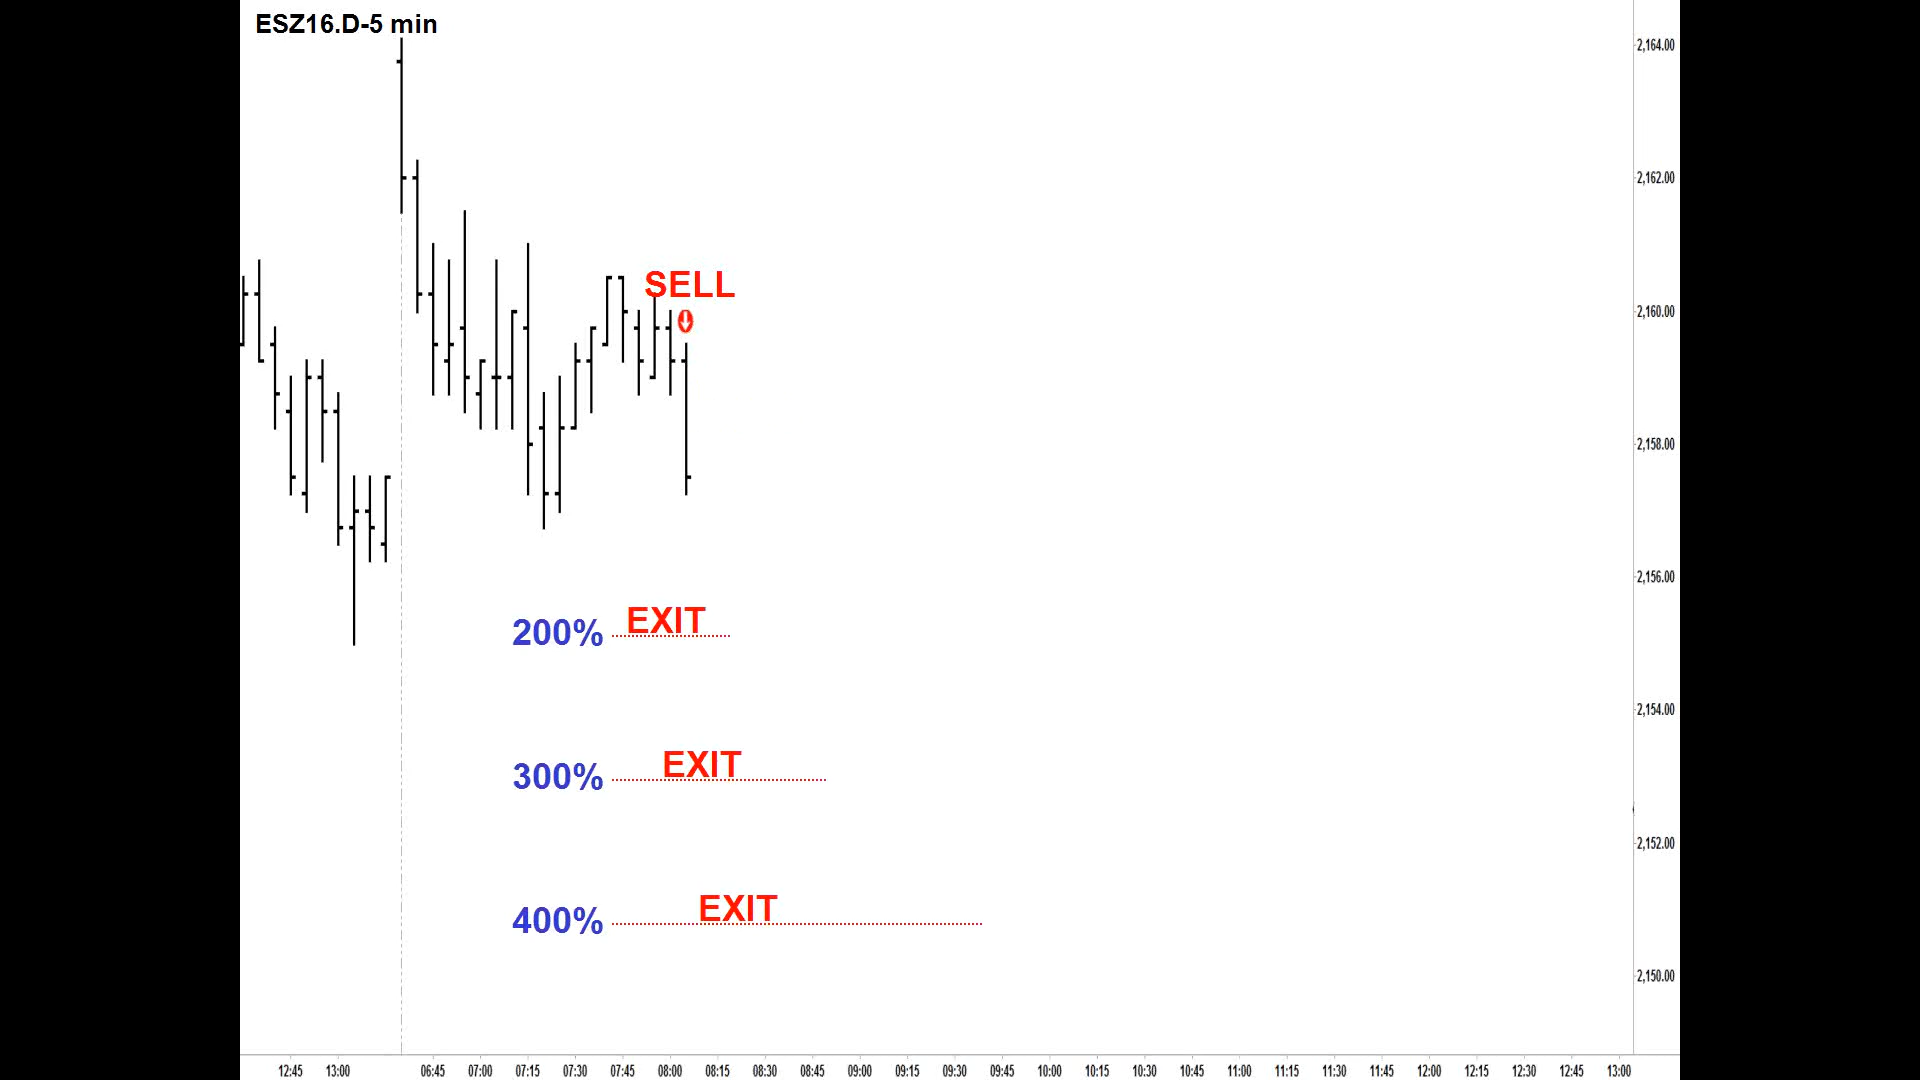 ESZ16.D-5 min
2,164.00
2,162.00
SELL
2,160.00
2,158.00
2,156.00
200% EXIT
2,154.00
300% EXIT
2,152.00
400% EXIT
2,150.00
12:45 13:00 06:45 07:00 07:15 07:30 07:45 08:00 08:15 08:30 08:45 09:00 09:15 09:30 09:45 10:00 10:15 10:30 10:45 11:00 11:15 11:30 11:45 12:00 12:15 12:30 12:45 13:00